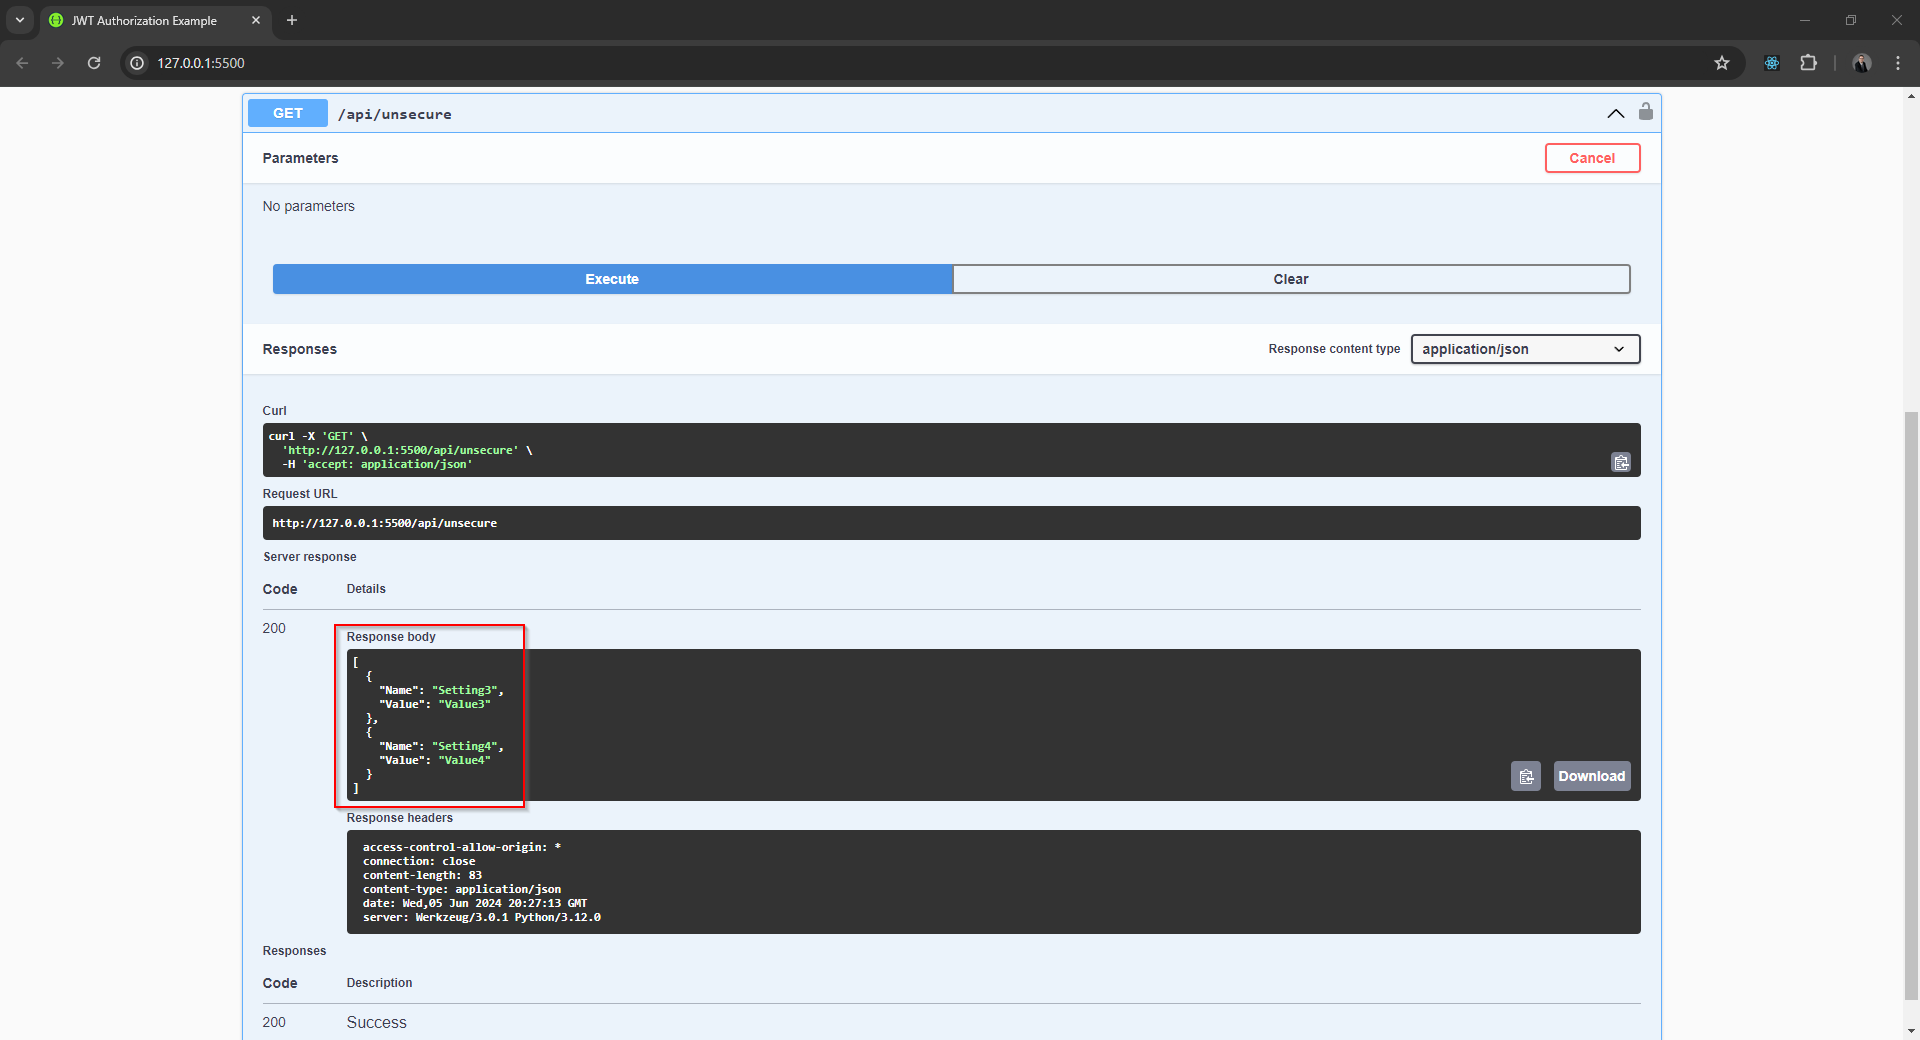 JWT Authorization Example
127.0.0.1:5500
GET /api/unsecure
Parameters Cancel
No parameters
Execute Clear
Responses Response content type application/json
Curl
curl -X 'GET' \
'http://127.0.0.1:5500/api/unsecure' \
-H 'accept: application/json'
Request URL
http://127.0.0.1:5500/api/unsecure
Server response
Code Details
200
Response body
[
{
"Name": "Setting3",
"Value": "Value3"
},
{
"Name": "Setting4",
"Value": "Value4"
}
]
Download
Response headers
access-control-allow-origin: *
connection: close
content-length: 83
content-type: application/json
date: Wed,05 Jun 2024 20:27:13 GMT
server: Werkzeug/3.0.1 Python/3.12.0
Responses
Code Description
200 Success